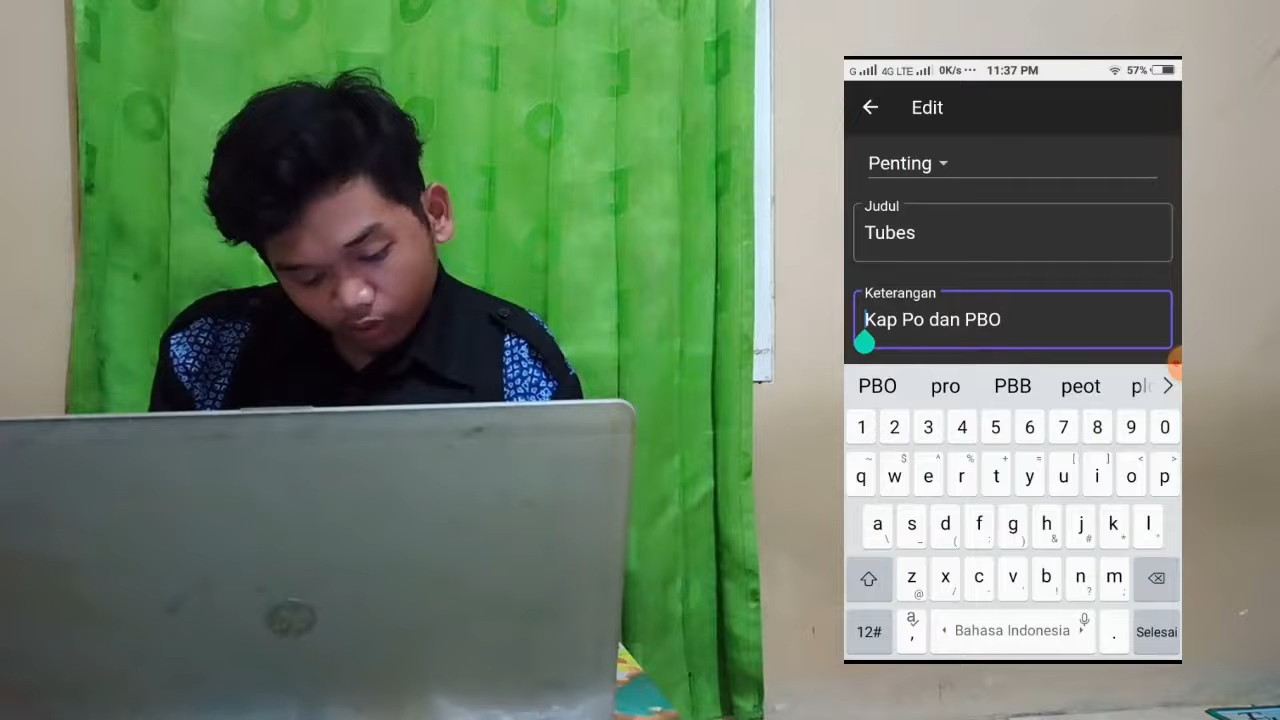 G 4G LTE 0K/s ··· 11:37 PM 57%
← Edit
Penting
Judul
Tubes
Keterangan
Kap Po dan PBO
PBO pro PBB peot
1 2 3 4 5 6 7 8 9 0
~ $ ^ % + = [ ] < >
q w e r t y u i o p
a s d f g h j k l
\ _ ( : ) & # * "
z x c v b n m
@ / - ' ! ? ;
12# , Bahasa Indonesia . Selesai
hp